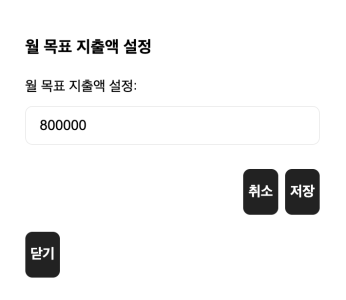 월 목표 지출액 설정
월 목표 지출액 설정:
800000
취소 저장
닫기